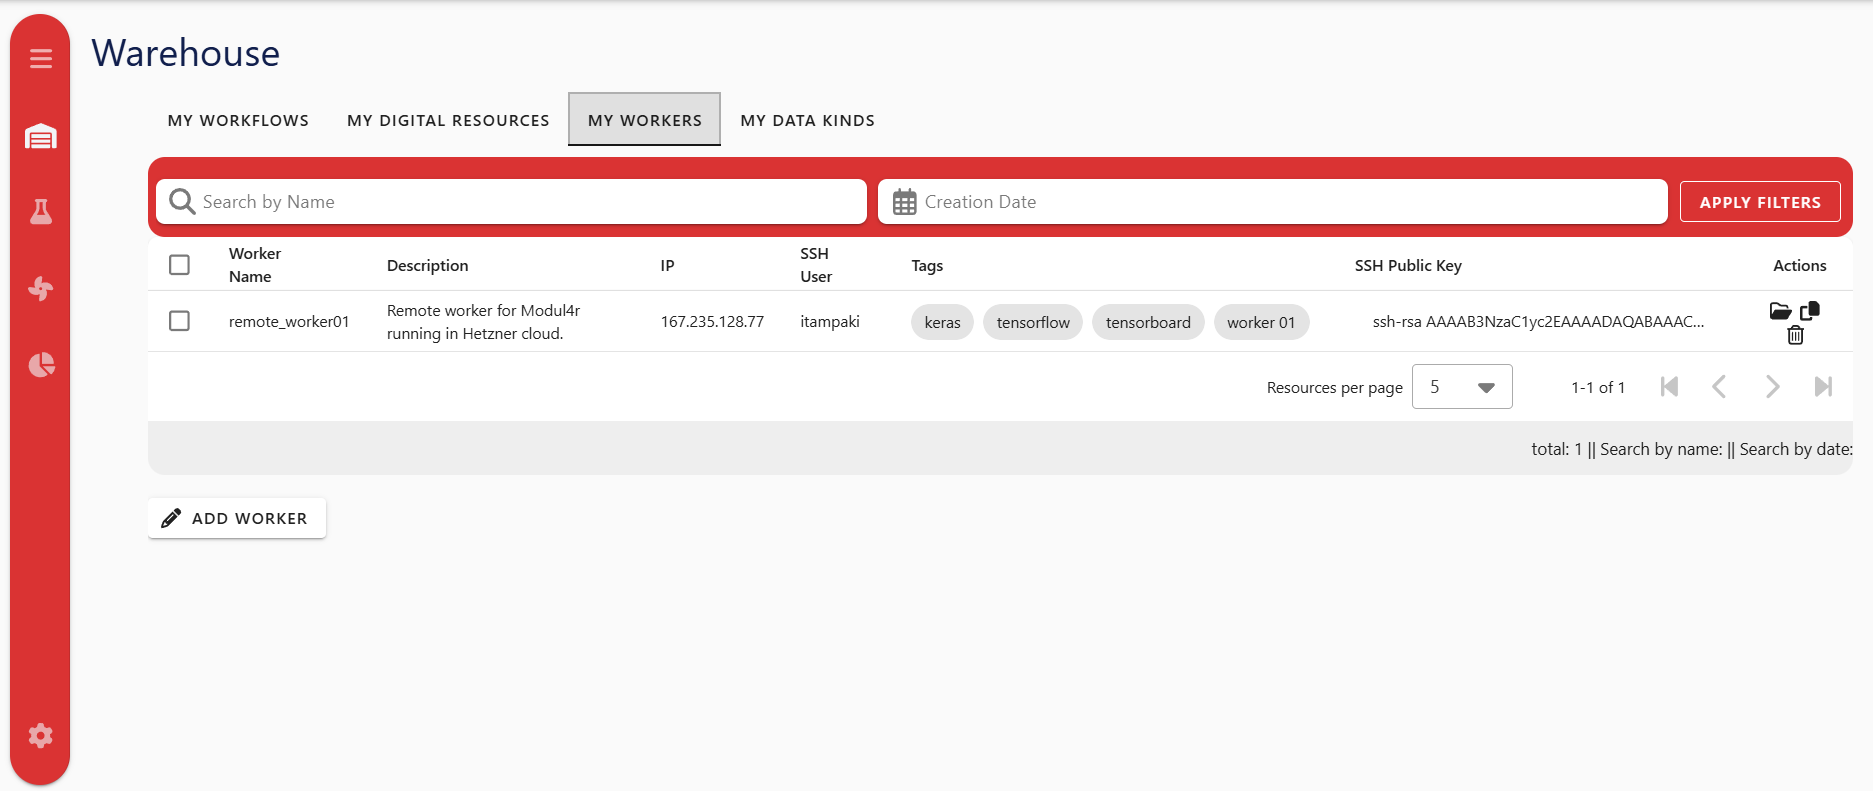 Warehouse
MY WORKFLOWS MY DIGITAL RESOURCES MY WORKERS MY DATA KINDS
Search by Name Creation Date APPLY FILTERS
Worker Name Description IP SSH User Tags SSH Public Key Actions
remote_worker01 Remote worker for Modul4r running in Hetzner cloud. 167.235.128.77 itampaki keras tensorflow tensorboard worker 01 ssh-rsa AAAAB3NzaC1yc2EAAAADAQABAAAC...
Resources per page 5 1-1 of 1
total: 1 || Search by name: || Search by date:
ADD WORKER